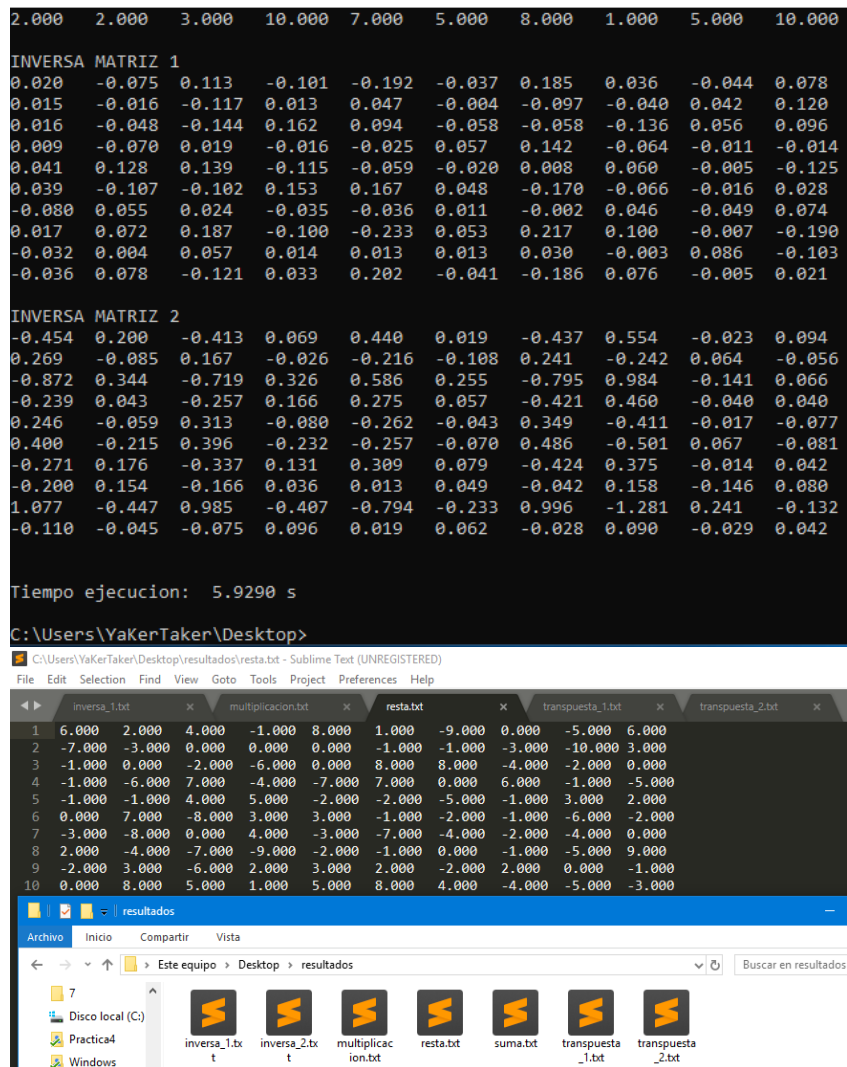 2.000 2.000 3.000 10.000 7.000 5.000 8.000 1.000 5.000 10.000
INVERSA MATRIZ 1
0.020 -0.075 0.113 -0.101 -0.192 -0.037 0.185 0.036 -0.044 0.078
0.015 -0.016 -0.117 0.013 0.047 -0.004 -0.097 -0.040 0.042 0.120
0.016 -0.048 -0.144 0.162 0.094 -0.058 -0.058 -0.136 0.056 0.096
0.009 -0.070 0.019 -0.016 -0.025 0.057 0.142 -0.064 -0.011 -0.014
0.041 0.128 0.139 -0.115 -0.059 -0.020 0.008 0.060 -0.005 -0.125
0.039 -0.107 -0.102 0.153 0.167 0.048 -0.170 -0.066 -0.016 0.028
-0.080 0.055 0.024 -0.035 -0.036 0.011 -0.002 0.046 -0.049 0.074
0.017 0.072 0.187 -0.100 -0.233 0.053 0.217 0.100 -0.007 -0.190
-0.032 0.004 0.057 0.014 0.013 0.013 0.030 -0.003 0.086 -0.103
-0.036 0.078 -0.121 0.033 0.202 -0.041 -0.186 0.076 -0.005 0.021
INVERSA MATRIZ 2
-0.454 0.200 -0.413 0.069 0.440 0.019 -0.437 0.554 -0.023 0.094
0.269 -0.085 0.167 -0.026 -0.216 -0.108 0.241 -0.242 0.064 -0.056
-0.872 0.344 -0.719 0.326 0.586 0.255 -0.795 0.984 -0.141 0.066
-0.239 0.043 -0.257 0.166 0.275 0.057 -0.421 0.460 -0.040 0.040
0.246 -0.059 0.313 -0.080 -0.262 -0.043 0.349 -0.411 -0.017 -0.077
0.400 -0.215 0.396 -0.232 -0.257 -0.070 0.486 -0.501 0.067 -0.081
-0.271 0.176 -0.337 0.131 0.309 0.079 -0.424 0.375 -0.014 0.042
-0.200 0.154 -0.166 0.036 0.013 0.049 -0.042 0.158 -0.146 0.080
1.077 -0.447 0.985 -0.407 -0.794 -0.233 0.996 -1.281 0.241 -0.132
-0.110 -0.045 -0.075 0.096 0.019 0.062 -0.028 0.090 -0.029 0.042
Tiempo ejecucion: 5.9290 s
C:\Users\YaKerTaker\Desktop>
C:\Users\YaKerTaker\Desktop\resultados\resta.txt - Sublime Text (UNREGISTERED)
File Edit Selection Find View Goto Tools Project Preferences Help
inversa_1.txt multiplicacion.txt resta.txt transpuesta_1.txt transpuesta_2.txt
1 6.000 2.000 4.000 -1.000 8.000 1.000 -9.000 0.000 -5.000 6.000
2 -7.000 -3.000 0.000 0.000 0.000 -1.000 -1.000 -3.000 -10.000 3.000
3 -1.000 0.000 -2.000 -6.000 0.000 8.000 8.000 -4.000 -2.000 0.000
4 -1.000 -6.000 7.000 -4.000 -7.000 7.000 0.000 6.000 -1.000 -5.000
5 -1.000 -1.000 4.000 5.000 -2.000 -2.000 -5.000 -1.000 3.000 2.000
6 0.000 7.000 -8.000 3.000 3.000 -1.000 -2.000 -1.000 -6.000 -2.000
7 -3.000 -8.000 0.000 4.000 -3.000 -7.000 -4.000 -2.000 -4.000 0.000
8 2.000 -4.000 -7.000 -9.000 -2.000 -1.000 0.000 -1.000 -5.000 9.000
9 -2.000 3.000 -6.000 2.000 3.000 2.000 -2.000 2.000 0.000 -1.000
10 0.000 8.000 5.000 1.000 5.000 8.000 4.000 -4.000 -5.000 -3.000
resultados
Archivo Inicio Compartir Vista
Este equipo > Desktop > resultados
Buscar en resultados
7
Disco local (C:)
Practica4
Windows
inversa_1.tx
t
inversa_2.tx
t
multiplicac
ion.txt
resta.txt
suma.txt
transpuesta
_1.txt
transpuesta
_2.txt